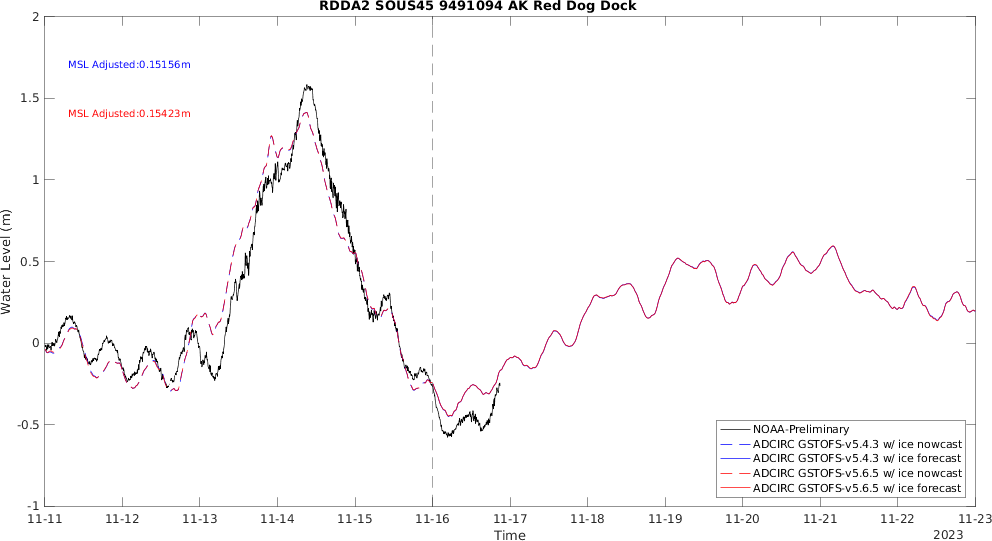 RDDA2 SOUS45 9491094 AK Red Dog Dock
2
MSL Adjusted:0.15156m
1.5
MSL Adjusted:0.15423m
1
Water Level (m)
0.5
0
-0.5
-1
NOAA-Preliminary
ADCIRC GSTOFS-v5.4.3 w/ ice nowcast
ADCIRC GSTOFS-v5.4.3 w/ ice forecast
ADCIRC GSTOFS-v5.6.5 w/ ice nowcast
ADCIRC GSTOFS-v5.6.5 w/ ice forecast
11-11 11-12 11-13 11-14 11-15 11-16 11-17 11-18 11-19 11-20 11-21 11-22 11-23
Time
2023